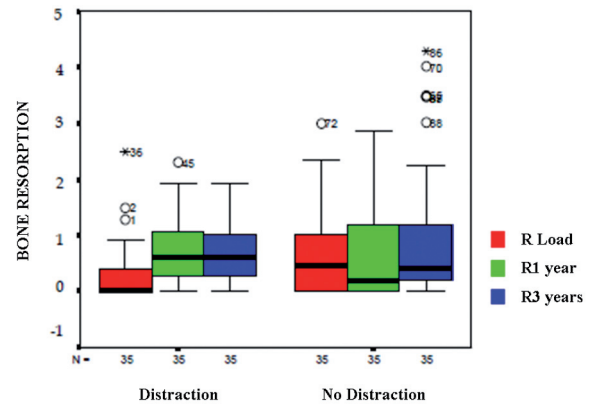 BONE RESORPTION
5
4
3
2
1
0
-1
*36
O2
O1
O45
O72
*86
O70
O88
R Load
R1 year
R3 years
N = 35 35 35 35 35 35
Distraction No Distraction